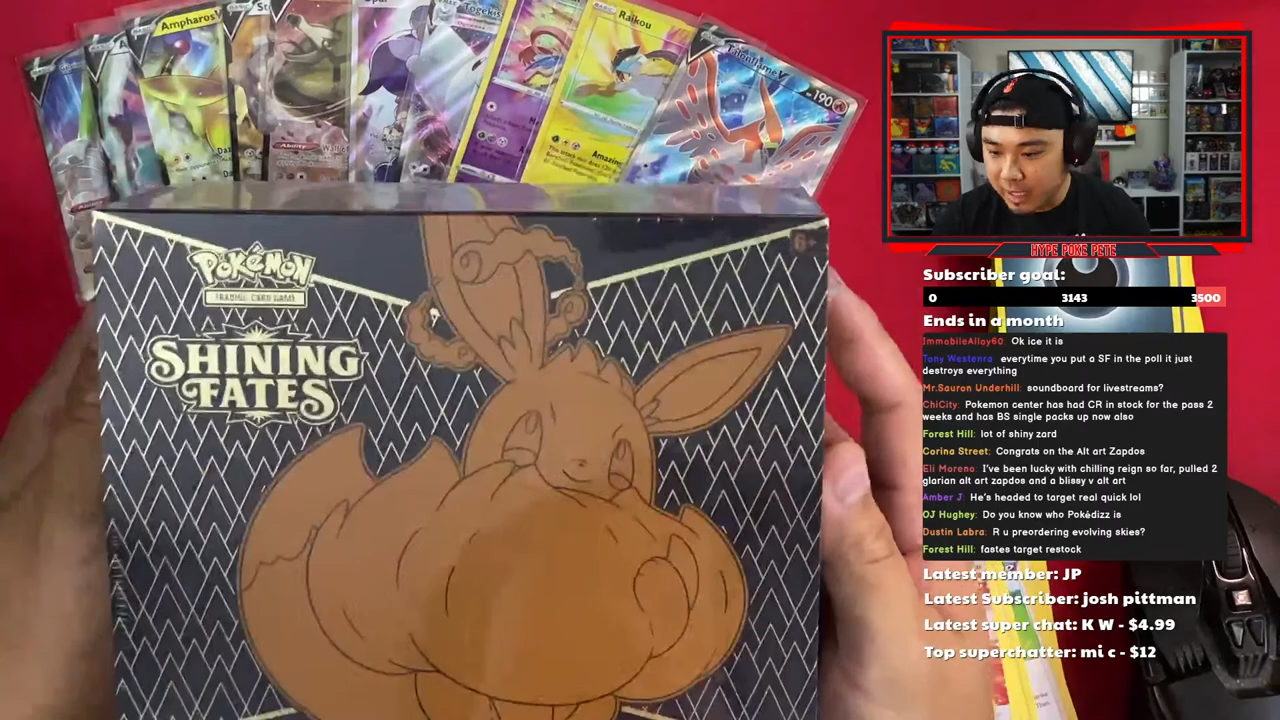 Ampharos V
Togekiss
BASIC
BASIC
Raikou
Amazing
Talonflame V
190
Pokémon
TRADING CARD GAME
SHINING
FATES
6+
HYPE POKE PETE
Subscriber goal:
0 3143 3500
Ends in a month
ImmobileAlloy60: Ok ice it is
Tony Westenra: everytime you put a SF in the poll it just
destroys everything
Mr.Sauron Underhill: soundboard for livestreams?
ChiCity: Pokemon center has had CR in stock for the pass 2
weeks and has BS single packs up now also
Forest Hill: lot of shiny zard
Corina Street: Congrats on the Alt art Zapdos
Eli Moreno: I've been lucky with chilling reign so far, pulled 2
glarian alt art zapdos and a blissy v alt art
Amber J: He's headed to target real quick lol
OJ Hughey: Do you know who Pokédizz is
Dustin Labra: R u preordering evolving skies?
Forest Hill: fastes target restock
Latest member: JP
Latest Subscriber: josh pittman
Latest super chat: K W - $4.99
Top superchatter: mi c - $12